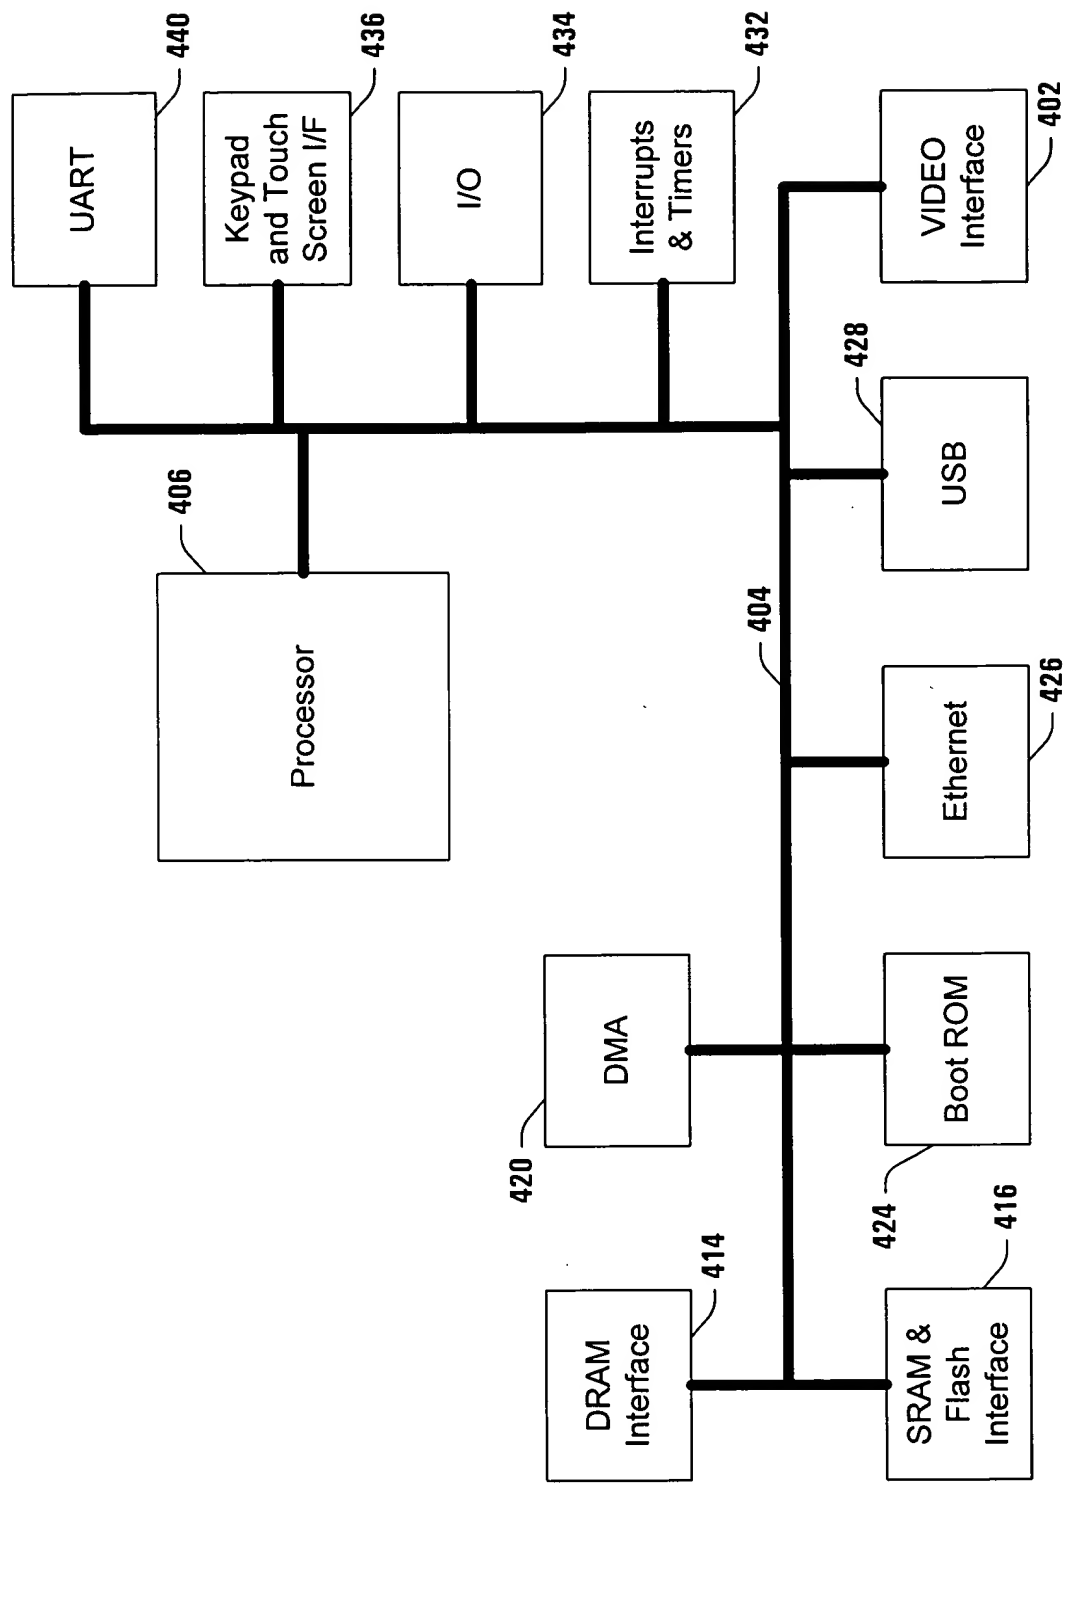 DRAM
Interface
414
DMA
420
Processor
406
UART
440
Keypad
and Touch
Screen I/F
436
I/O
434
Interrupts
& Timers
432
404
SRAM &
Flash
Interface
416
Boot ROM
424
Ethernet
426
USB
428
VIDEO
Interface
402